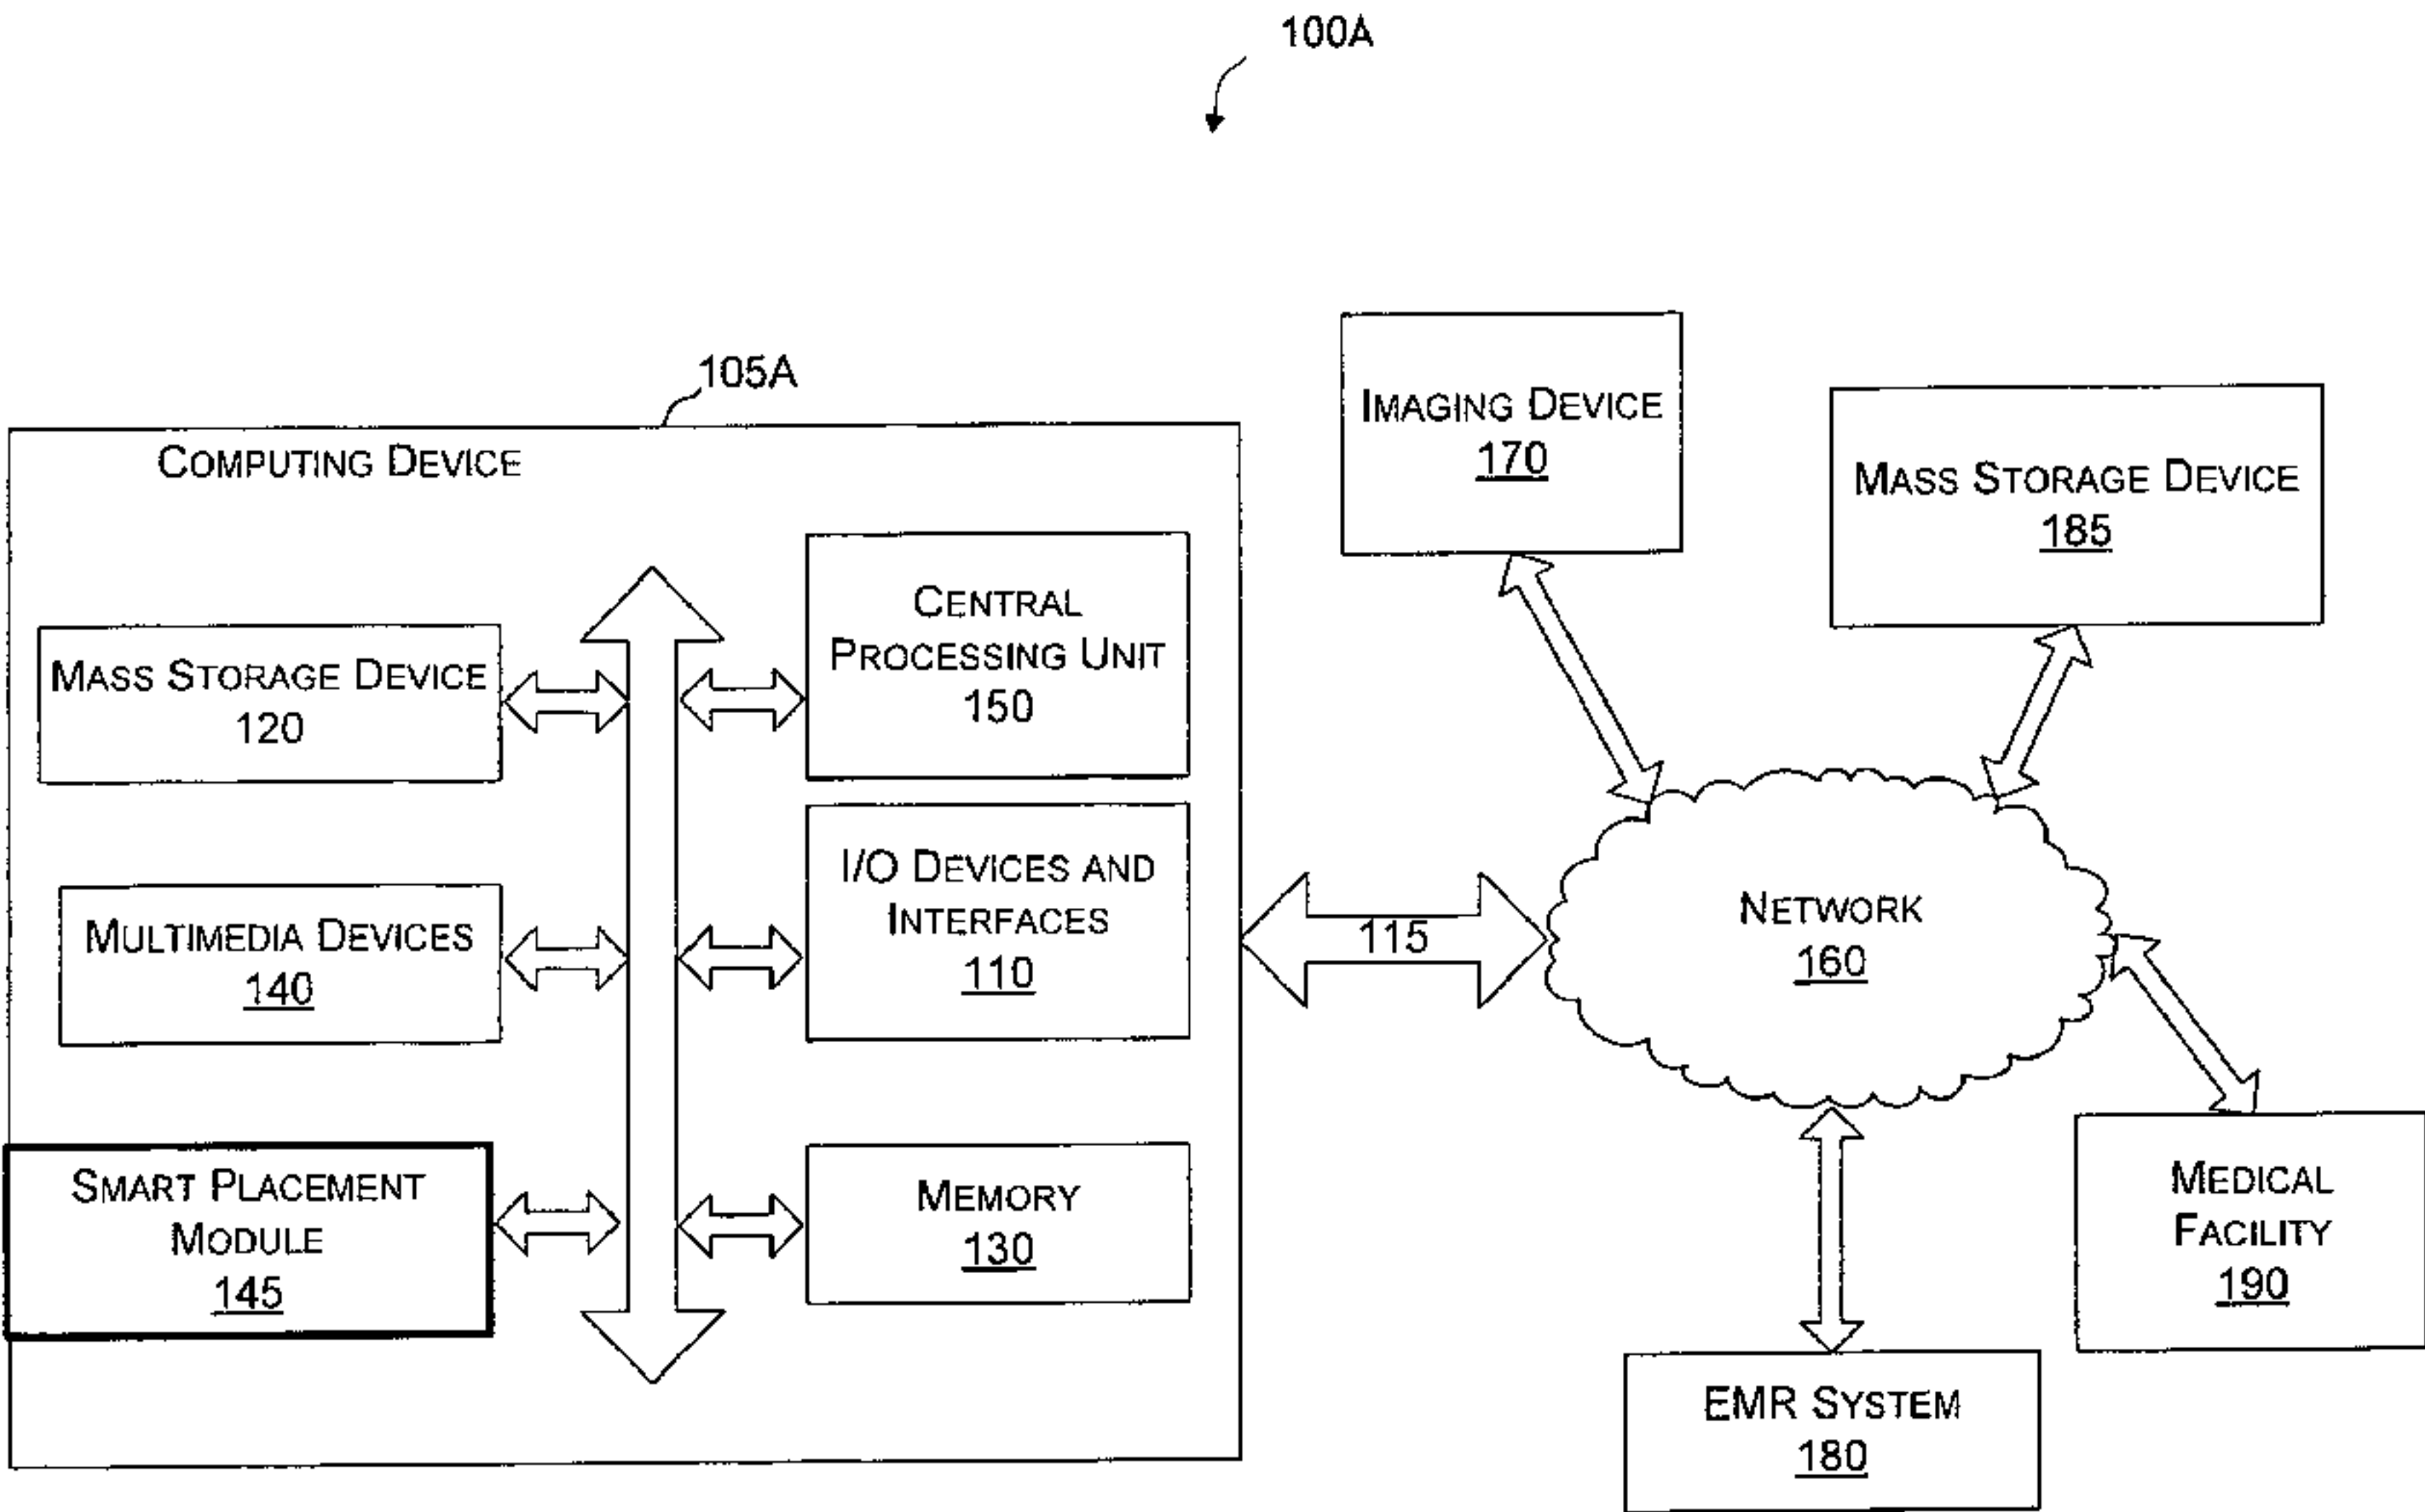 100A
105A
COMPUTING DEVICE
MASS STORAGE DEVICE
120
MULTIMEDIA DEVICES
140
SMART PLACEMENT
MODULE
145
CENTRAL
PROCESSING UNIT
150
I/O DEVICES AND
INTERFACES
110
MEMORY
130
115
IMAGING DEVICE
170
MASS STORAGE DEVICE
185
NETWORK
160
MEDICAL
FACILITY
190
EMR SYSTEM
180